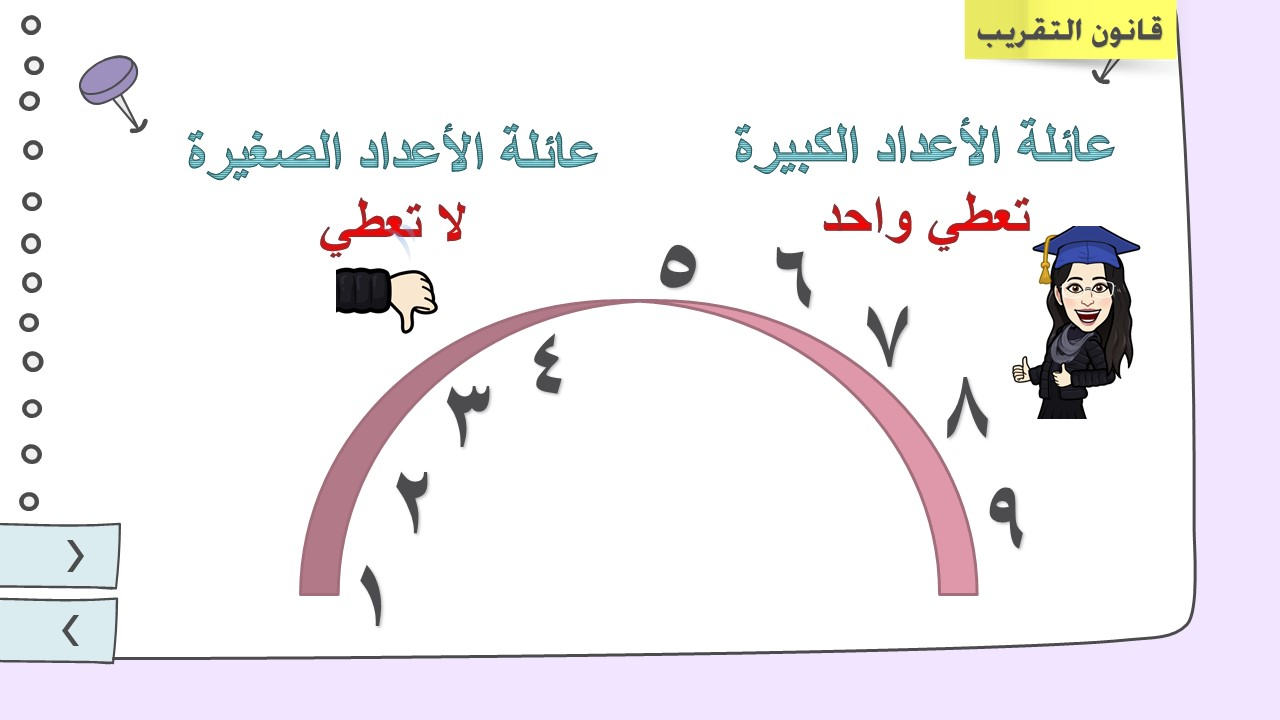 قانون التقريب
عائلة الأعداد الكبيرة
تعطي واحد
عائلة الأعداد الصغيرة
لا تعطي
٥
٦
٧
٨
٩
٤
٣
٢
١